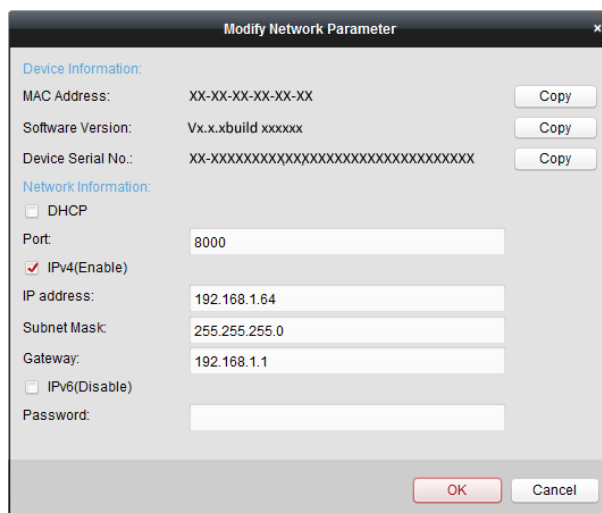 Modify Network Parameter ×
Device Information:
MAC Address: XX-XX-XX-XX-XX-XX Copy
Software Version: Vx.x.xbuild xxxxxx Copy
Device Serial No.: XX-XXXXXXXXXXXXXXXXXXXXXXXXXXXXXXXX Copy
Network Information:
DHCP
Port: 8000
IPv4(Enable)
IP address: 192.168.1.64
Subnet Mask: 255.255.255.0
Gateway: 192.168.1.1
IPv6(Disable)
Password:
OK Cancel